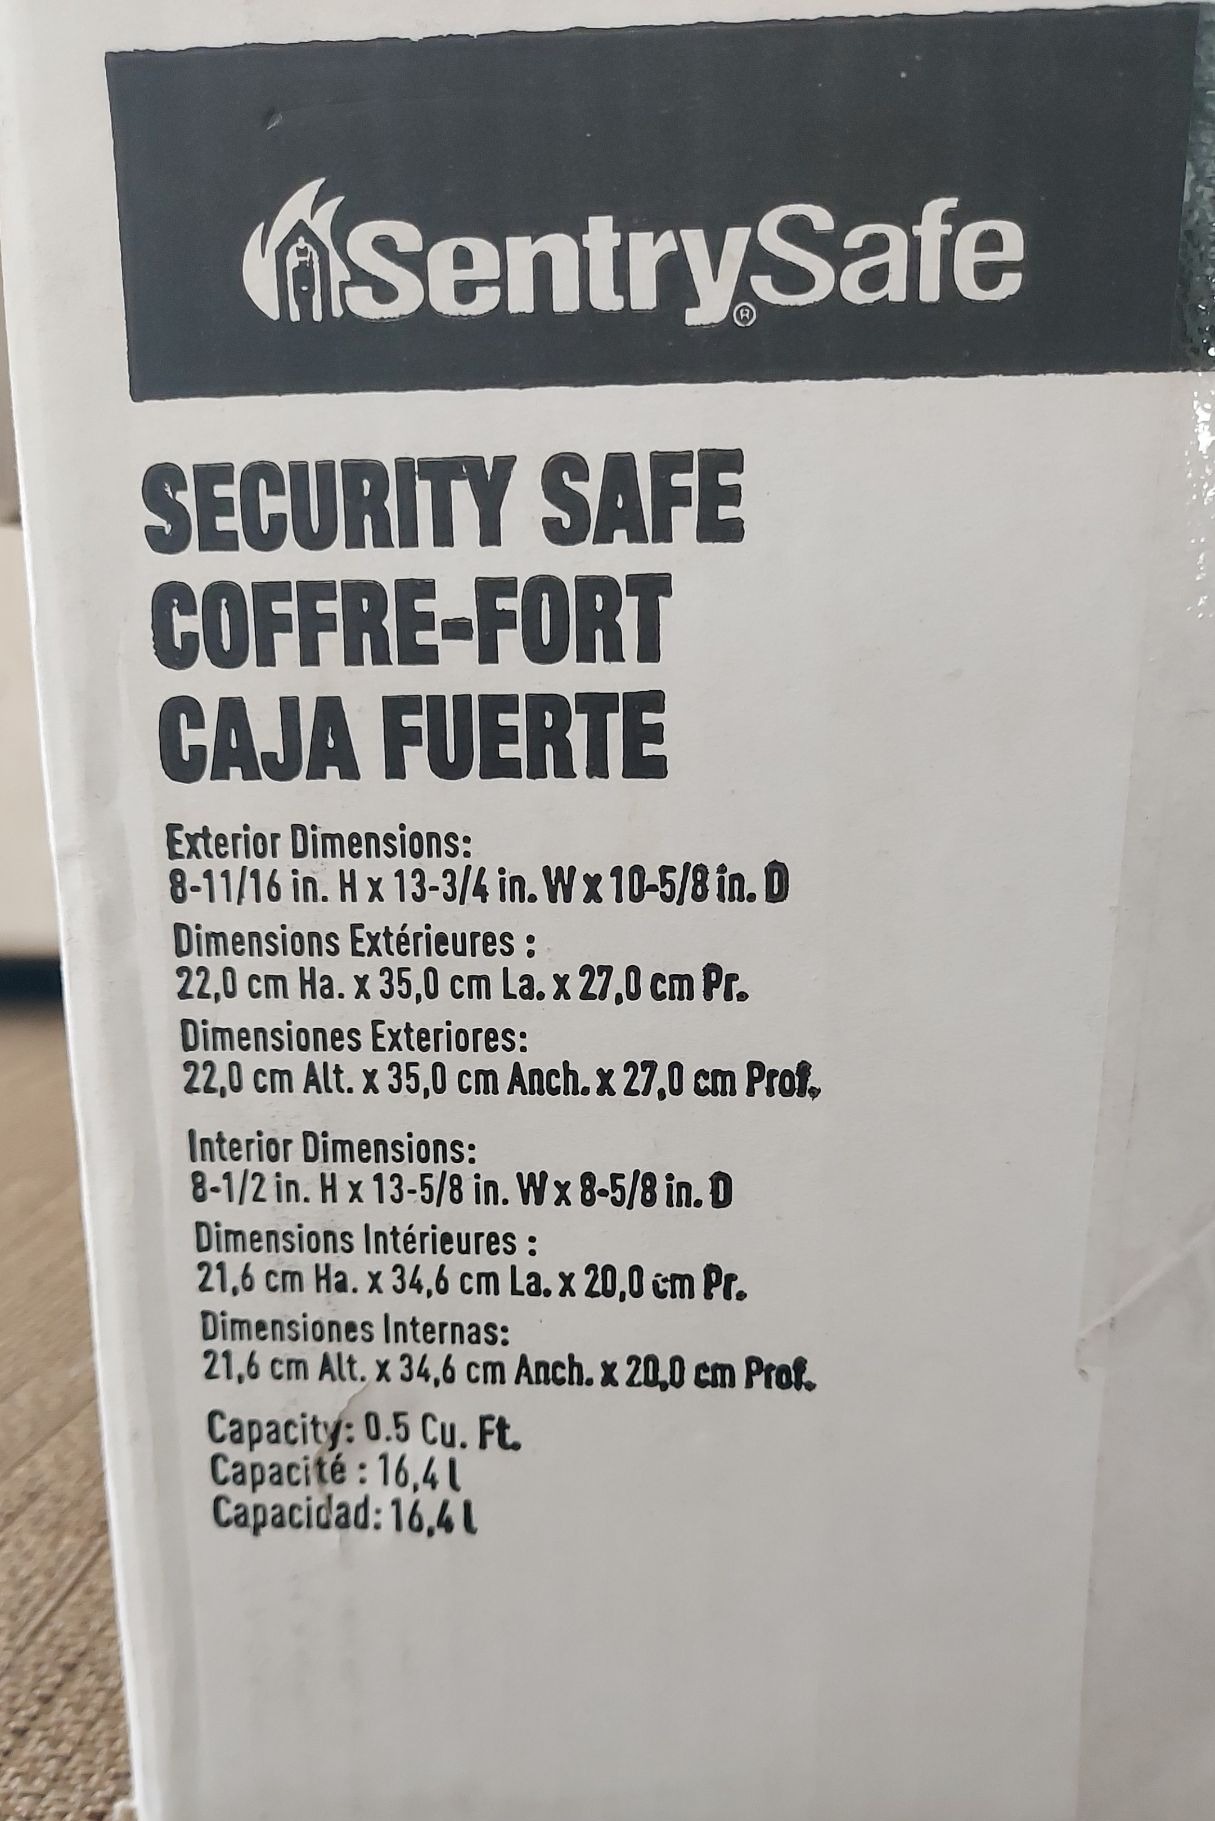 SentrySafe®
SECURITY SAFE
COFFRE-FORT
CAJA FUERTE
Exterior Dimensions:
8-11/16 in. H x 13-3/4 in. W x 10-5/8 in. D
Dimensions Extérieures :
22,0 cm Ha. x 35,0 cm La. x 27,0 cm Pr.
Dimensiones Exteriores:
22,0 cm Alt. x 35,0 cm Anch. x 27,0 cm Prof.
Interior Dimensions:
8-1/2 in. H x 13-5/8 in. W x 8-5/8 in. D
Dimensions Intérieures :
21,6 cm Ha. x 34,6 cm La. x 20,0 cm Pr.
Dimensiones Internas:
21,6 cm Alt. x 34,6 cm Anch. x 20,0 cm Prof.
Capacity: 0.5 Cu. Ft.
Capacité : 16,4 l
Capacidad: 16,4 l